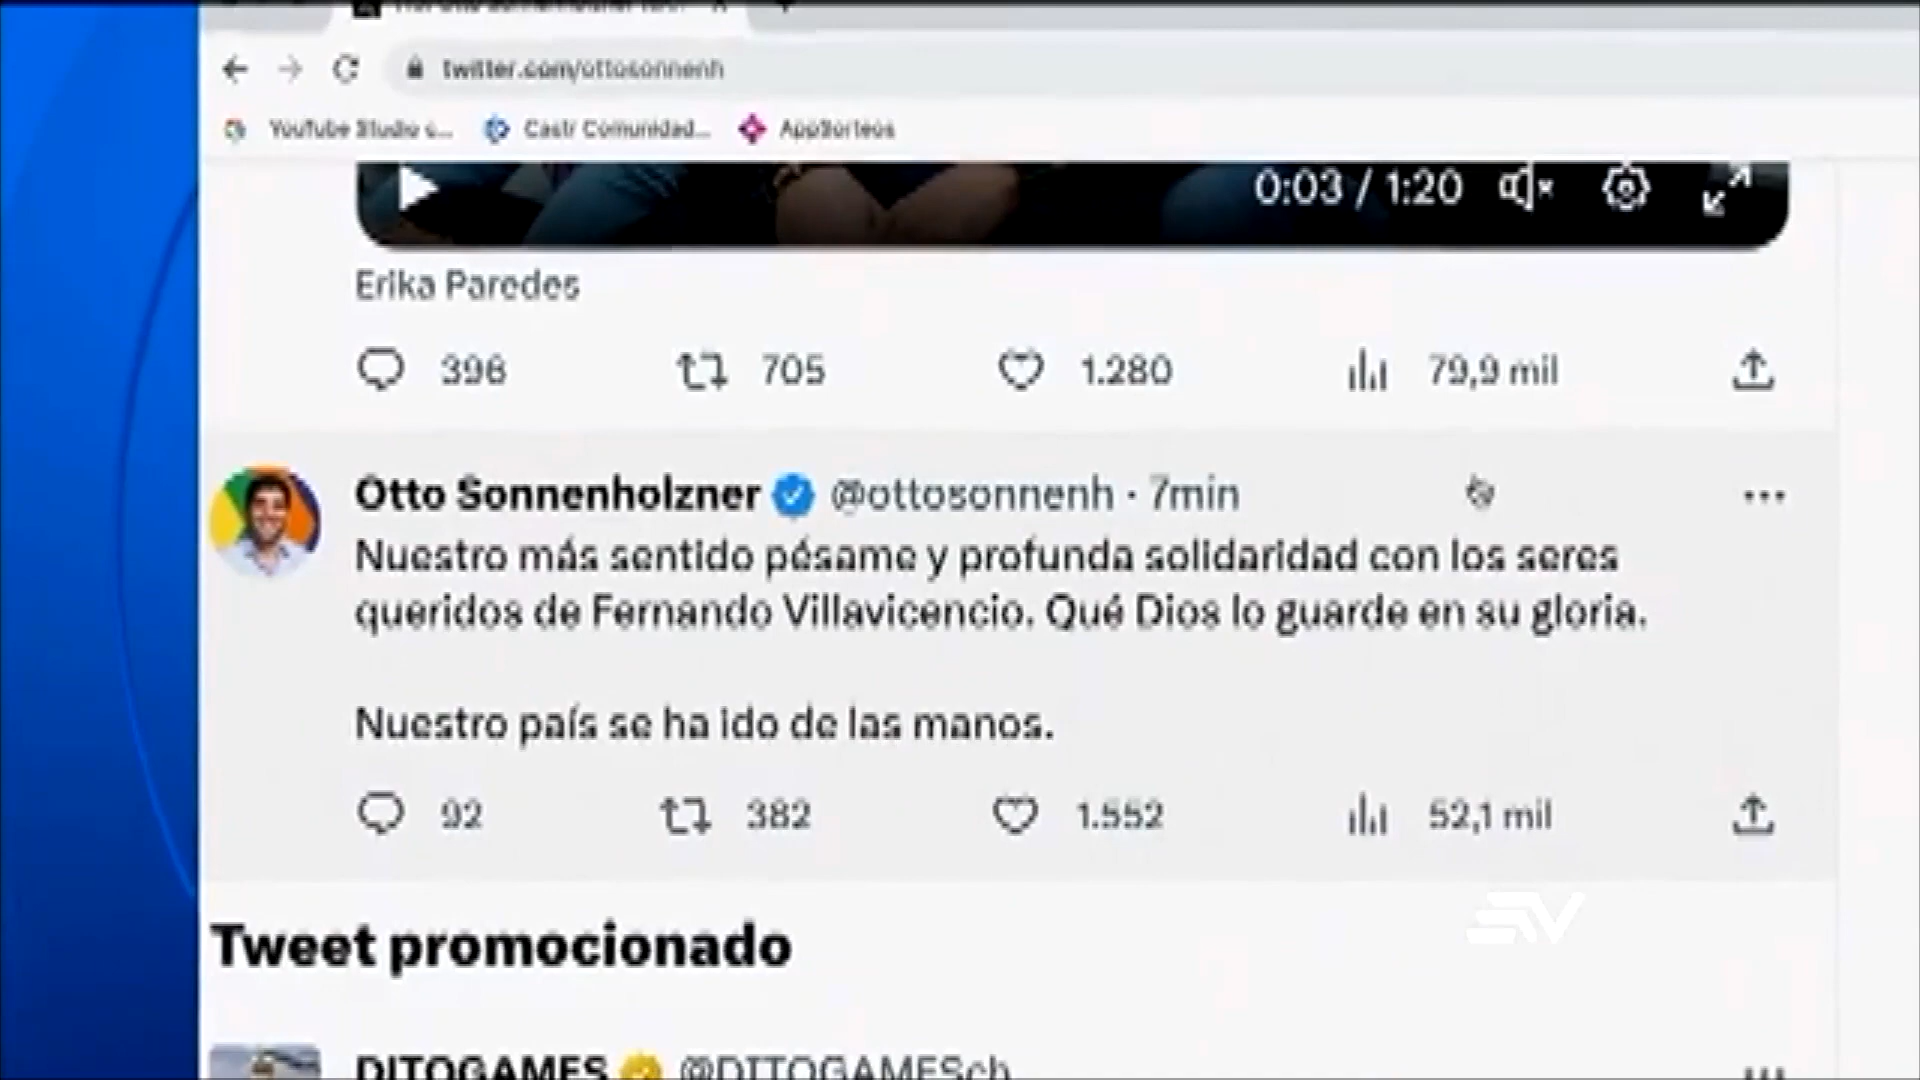 twitter.com/ottosonnenh
YouTube Studio c...
Castr Comunidad...
AppSorteos
0:03 / 1:20
Erika Paredes
396 705 1.280 79,9 mil
Otto Sonnenholzner @ottosonnenh · 7min
Nuestro más sentido pésame y profunda solidaridad con los seres
queridos de Fernando Villavicencio. Qué Dios lo guarde en su gloria.
Nuestro país se ha ido de las manos.
92 382 1.552 52,1 mil
EV
Tweet promocionado
DITOGAMES @DITOGAMESch